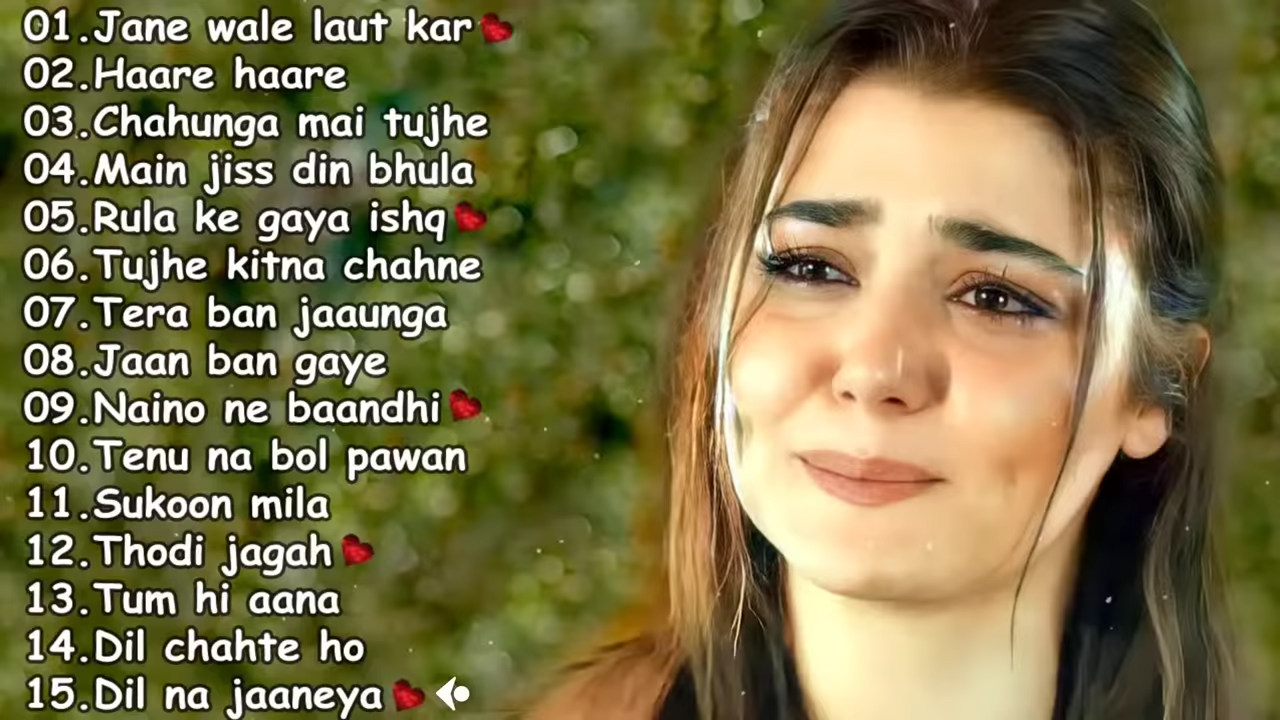 01.Jane wale laut kar
02.Haare haare
03.Chahunga mai tujhe
04.Main jiss din bhula
05.Rula ke gaya ishq
06.Tujhe kitna chahne
07.Tera ban jaaunga
08.Jaan ban gaye
09.Naino ne baandhi
10.Tenu na bol pawan
11.Sukoon mila
12.Thodi jagah
13.Tum hi aana
14.Dil chahte ho
15.Dil na jaaneya